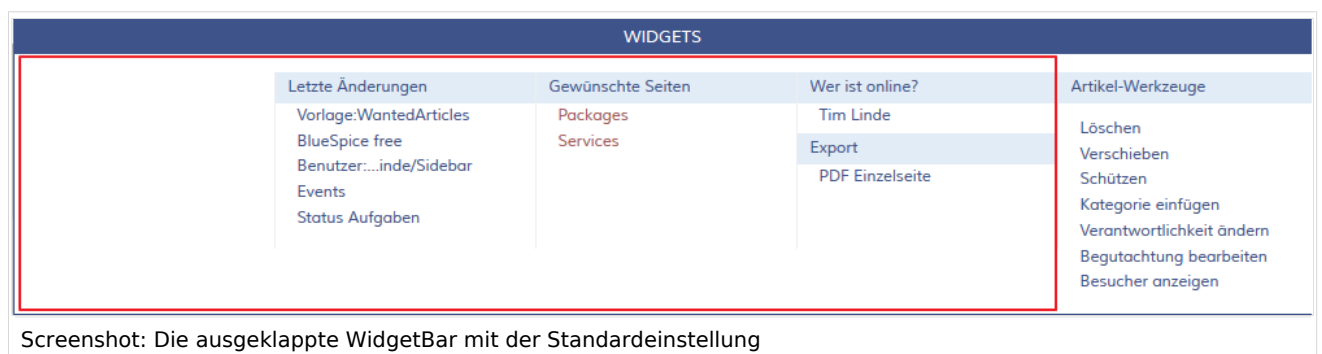 WIDGETS
Letzte Änderungen
Vorlage:WantedArticles
BlueSpice free
Benutzer:...inde/Sidebar
Events
Status Aufgaben
Gewünschte Seiten
Packages
Services
Wer ist online?
Tim Linde
Export
PDF Einzelseite
Artikel-Werkzeuge
Löschen
Verschieben
Schützen
Kategorie einfügen
Verantwortlichkeit ändern
Begutachtung bearbeiten
Besucher anzeigen
Screenshot: Die ausgeklappte WidgetBar mit der Standardeinstellung